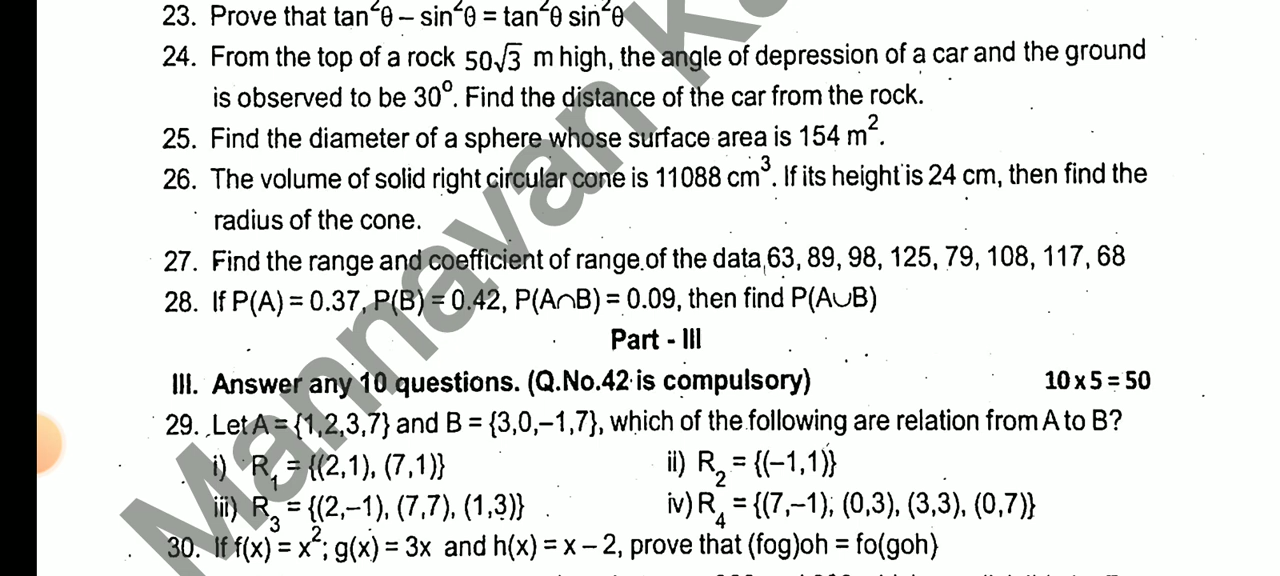 23. Prove that tan²θ – sin²θ = tan²θ sin²θ
24. From the top of a rock 50√3 m high, the angle of depression of a car and the ground
is observed to be 30°. Find the distance of the car from the rock.
25. Find the diameter of a sphere whose surface area is 154 m².
26. The volume of solid right circular cone is 11088 cm³. If its height is 24 cm, then find the
radius of the cone.
27. Find the range and coefficient of range of the data 63, 89, 98, 125, 79, 108, 117, 68
28. If P(A) = 0.37, P(B) = 0.42, P(A∩B) = 0.09, then find P(A∪B)
Part - III
III. Answer any 10 questions. (Q.No.42 is compulsory) 10x5=50
29. Let A = {1,2,3,7} and B = {3,0,–1,7}, which of the following are relation from A to B?
i) R₁ = {(2,1), (7,1)} ii) R₂ = {(–1,1)}
iii) R₃ = {(2,–1), (7,7), (1,3)} iv) R₄ = {(7,–1), (0,3), (3,3), (0,7)}
30. If f(x) = x²; g(x) = 3x and h(x) = x – 2, prove that (fog)oh = fo(goh)
Mannavan